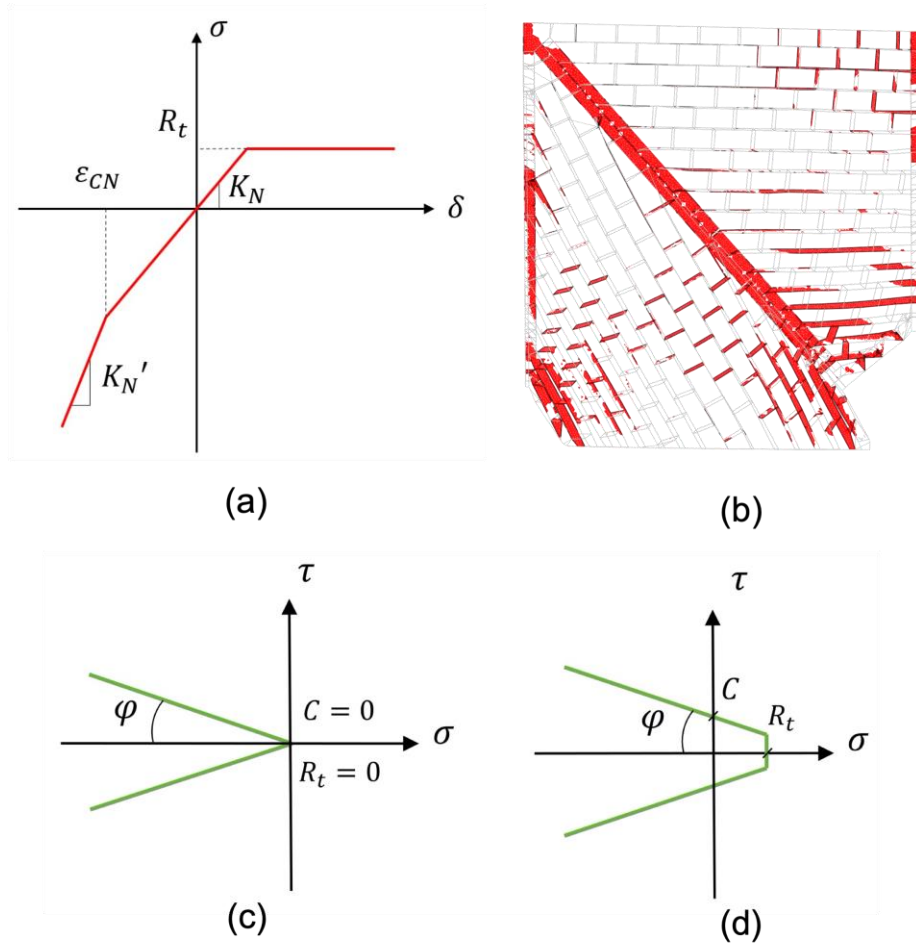 σ
R_t
ε_CN
K_N
δ
K_N'
(a)
(b)
τ
φ
C = 0
σ
R_t = 0
(c)
τ
C
φ
R_t
σ
(d)